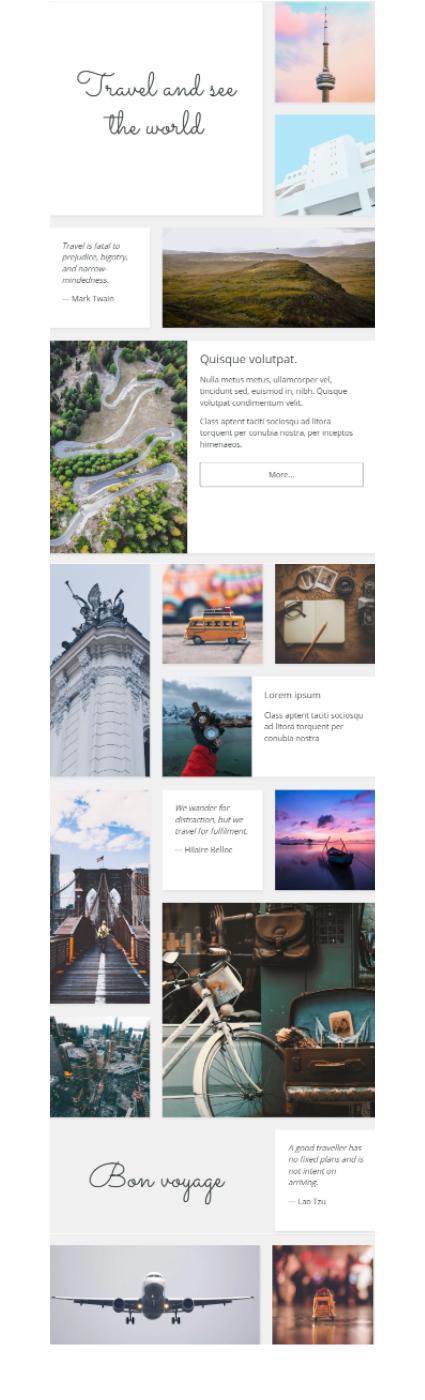 Travel and see
the world
Travel is fatal to
prejudice, bigotry,
and narrow-
mindedness.
— Mark Twain
Quisque volutpat.
Nulla metus metus, ullamcorper vel,
tincidunt sed, euismod in, nibh. Quisque
volutpat condimentum velit.
Class aptent taciti sociosqu ad litora
torquent per conubia nostra, per inceptos
himenaeos.
More...
Lorem ipsum
Class aptent taciti sociosqu
ad litora torquent per
conubia nostra
We wander for
distraction, but we
travel for fulfilment.
— Hilaire Belloc
Bon voyage
A good traveller has
no fixed plans and is
not intent on
arriving.
— Lao Tzu